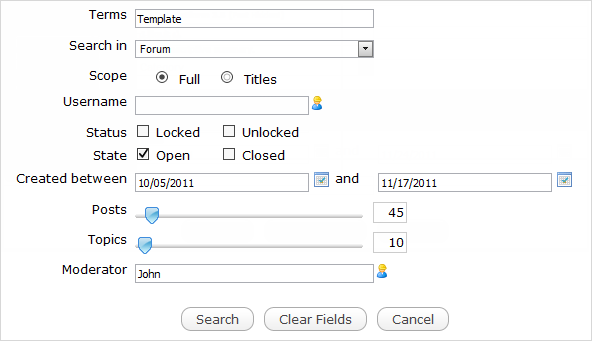 Terms Template
Search in Forum
Scope Full Titles
Username
Status Locked Unlocked
State Open Closed
Created between 10/05/2011 and 11/17/2011
Posts 45
Topics 10
Moderator John
Search Clear Fields Cancel